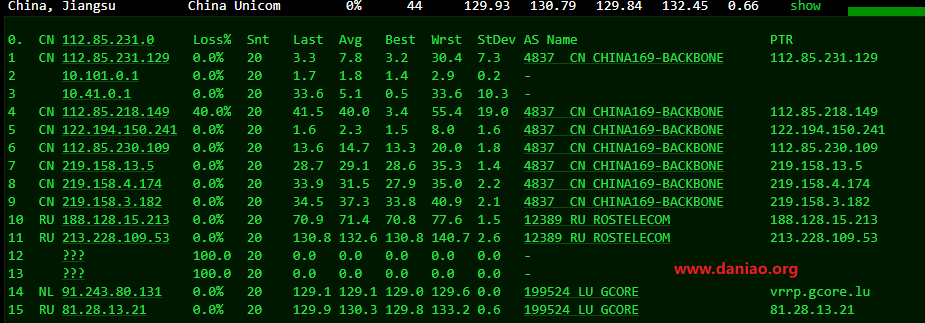 China, Jiangsu China Unicom 0% 44 129.93 130.79 129.84 132.45 0.66 show
0. CN 112.85.231.0 Loss% Snt Last Avg Best Wrst StDev AS Name PTR
1 CN 112.85.231.129 0.0% 20 3.3 7.8 3.2 30.4 7.3 4837 CN CHINA169-BACKBONE 112.85.231.129
2 10.101.0.1 0.0% 20 1.7 1.8 1.4 2.9 0.2 -
3 10.41.0.1 0.0% 20 33.6 5.1 0.5 33.6 10.3 -
4 CN 112.85.218.149 40.0% 20 41.5 40.0 3.4 55.4 19.0 4837 CN CHINA169-BACKBONE 112.85.218.149
5 CN 122.194.150.241 0.0% 20 1.6 2.3 1.5 8.0 1.6 4837 CN CHINA169-BACKBONE 122.194.150.241
6 CN 112.85.230.109 0.0% 20 13.6 14.7 13.3 20.0 1.8 4837 CN CHINA169-BACKBONE 112.85.230.109
7 CN 219.158.13.5 0.0% 20 28.7 29.1 28.6 35.3 1.4 4837 CN CHINA169-BACKBONE 219.158.13.5
8 CN 219.158.4.174 0.0% 20 33.9 31.5 27.9 35.0 2.2 4837 CN CHINA169-BACKBONE 219.158.4.174
9 CN 219.158.3.182 0.0% 20 34.5 37.3 33.8 40.9 2.1 4837 CN CHINA169-BACKBONE 219.158.3.182
10 RU 188.128.15.213 0.0% 20 70.9 71.4 70.8 77.6 1.5 12389 RU ROSTELECOM 188.128.15.213
11 RU 213.228.109.53 0.0% 20 130.8 132.6 130.8 140.7 2.6 12389 RU ROSTELECOM 213.228.109.53
12 ??? 100.0 20 0.0 0.0 0.0 0.0 0.0 -
13 ??? 100.0 20 0.0 0.0 0.0 0.0 0.0 -
www.daniao.org
14 NL 91.243.80.131 0.0% 20 129.1 129.1 129.0 129.6 0.0 199524 LU GCORE vrrp.gcore.lu
15 RU 81.28.13.21 0.0% 20 129.9 130.3 129.8 133.2 0.6 199524 LU GCORE 81.28.13.21